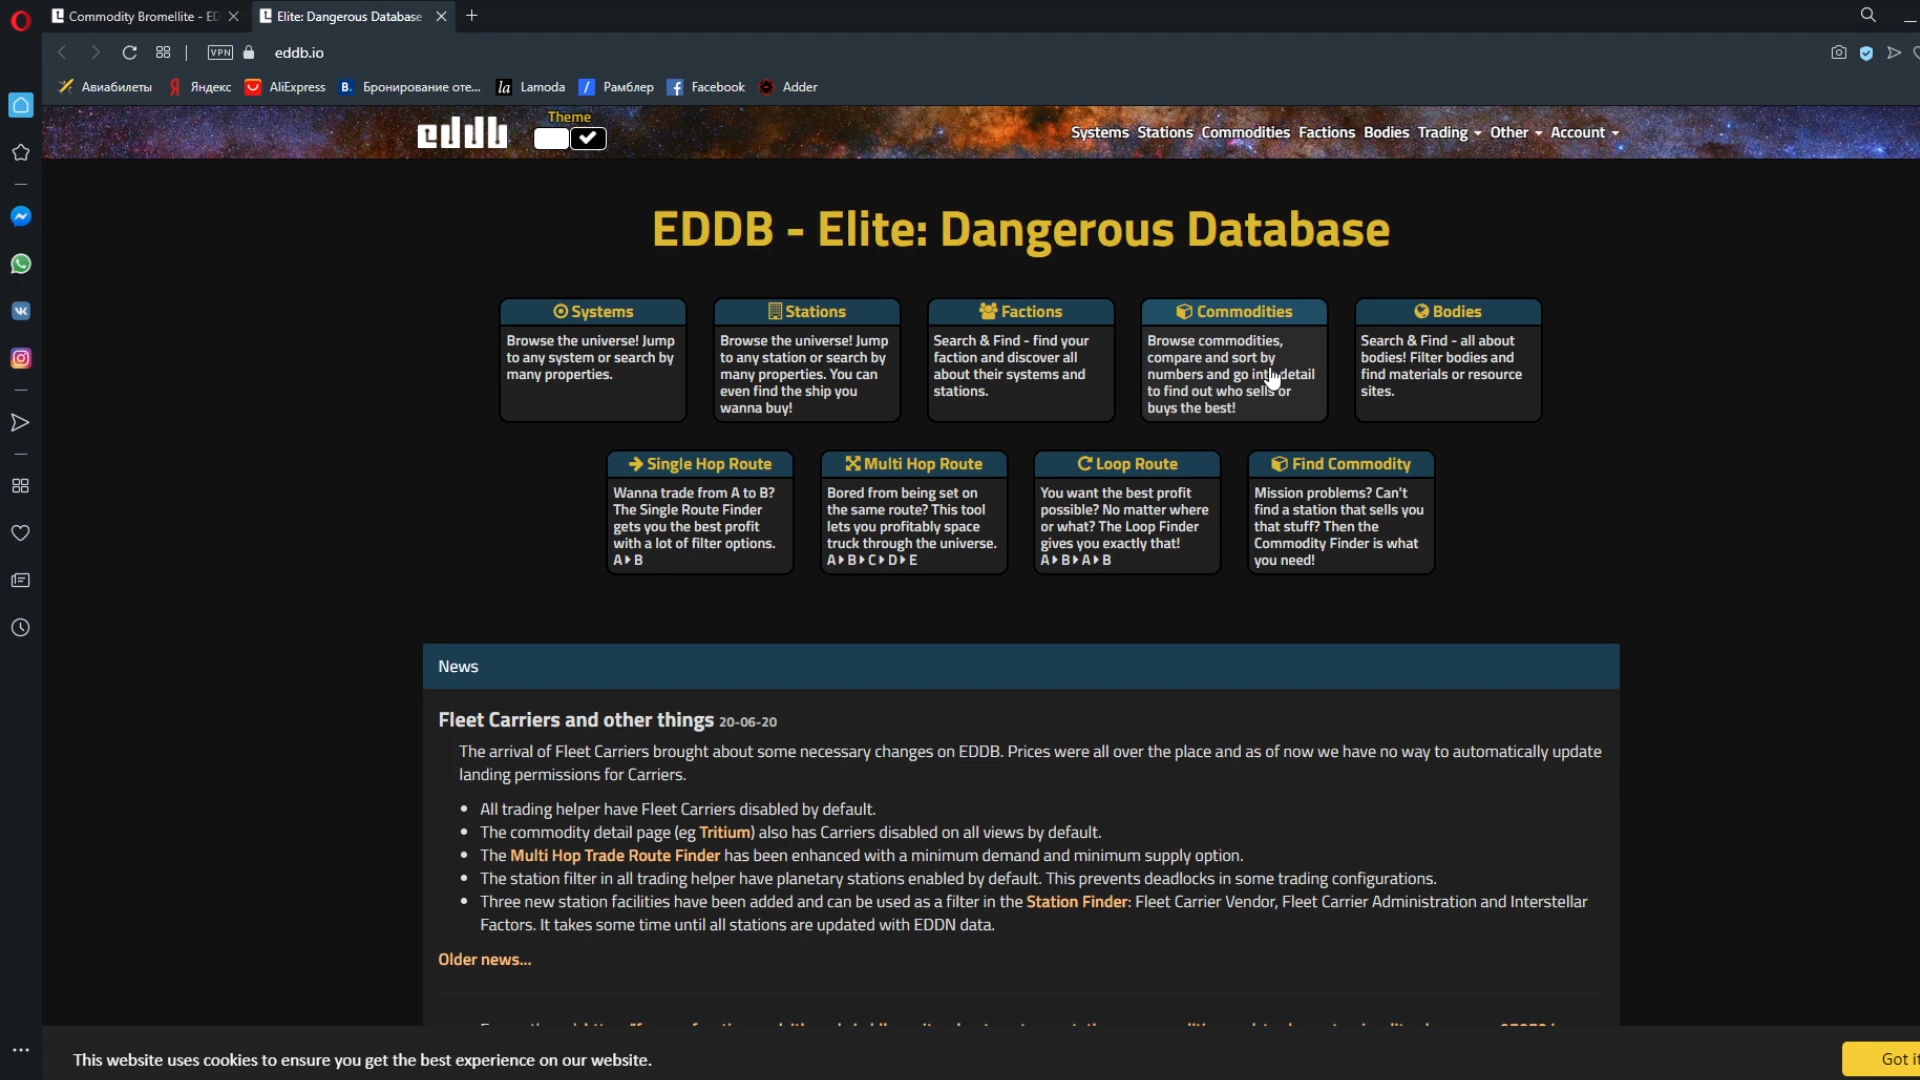 Commodity Bromellite - ED
Elite: Dangerous Database
VPN
eddb.io
Авиабилеты
Яндекс
AliExpress
B.
Бронирование оте...
la
Lamoda
Рамблер
Facebook
Adder
eddb
Theme
Systems Stations Commodities Factions Bodies Trading Other Account
EDDB - Elite: Dangerous Database
Systems
Browse the universe! Jump
to any system or search by
many properties.
Stations
Browse the universe! Jump
to any station or search by
many properties. You can
even find the ship you
wanna buy!
Factions
Search & Find - find your
faction and discover all
about their systems and
stations.
Commodities
Browse commodities,
compare and sort by
numbers and go into detail
to find out who sells or
buys the best!
Bodies
Search & Find - all about
bodies! Filter bodies and
find materials or resource
sites.
Single Hop Route
Wanna trade from A to B?
The Single Route Finder
gets you the best profit
with a lot of filter options.
A▸B
Multi Hop Route
Bored from being set on
the same route? This tool
lets you profitably space
truck through the universe.
A▸B▸C▸D▸E
Loop Route
You want the best profit
possible? No matter where
or what? The Loop Finder
gives you exactly that!
A▸B▸A▸B
Find Commodity
Mission problems? Can't
find a station that sells you
that stuff? Then the
Commodity Finder is what
you need!
News
Fleet Carriers and other things 20-06-20
The arrival of Fleet Carriers brought about some necessary changes on EDDB. Prices were all over the place and as of now we have no way to automatically update
landing permissions for Carriers.
• All trading helper have Fleet Carriers disabled by default.
• The commodity detail page (eg Tritium) also has Carriers disabled on all views by default.
• The Multi Hop Trade Route Finder has been enhanced with a minimum demand and minimum supply option.
• The station filter in all trading helper have planetary stations enabled by default. This prevents deadlocks in some trading configurations.
• Three new station facilities have been added and can be used as a filter in the Station Finder: Fleet Carrier Vendor, Fleet Carrier Administration and Interstellar
Factors. It takes some time until all stations are updated with EDDN data.
Older news...
This website uses cookies to ensure you get the best experience on our website.
Got it